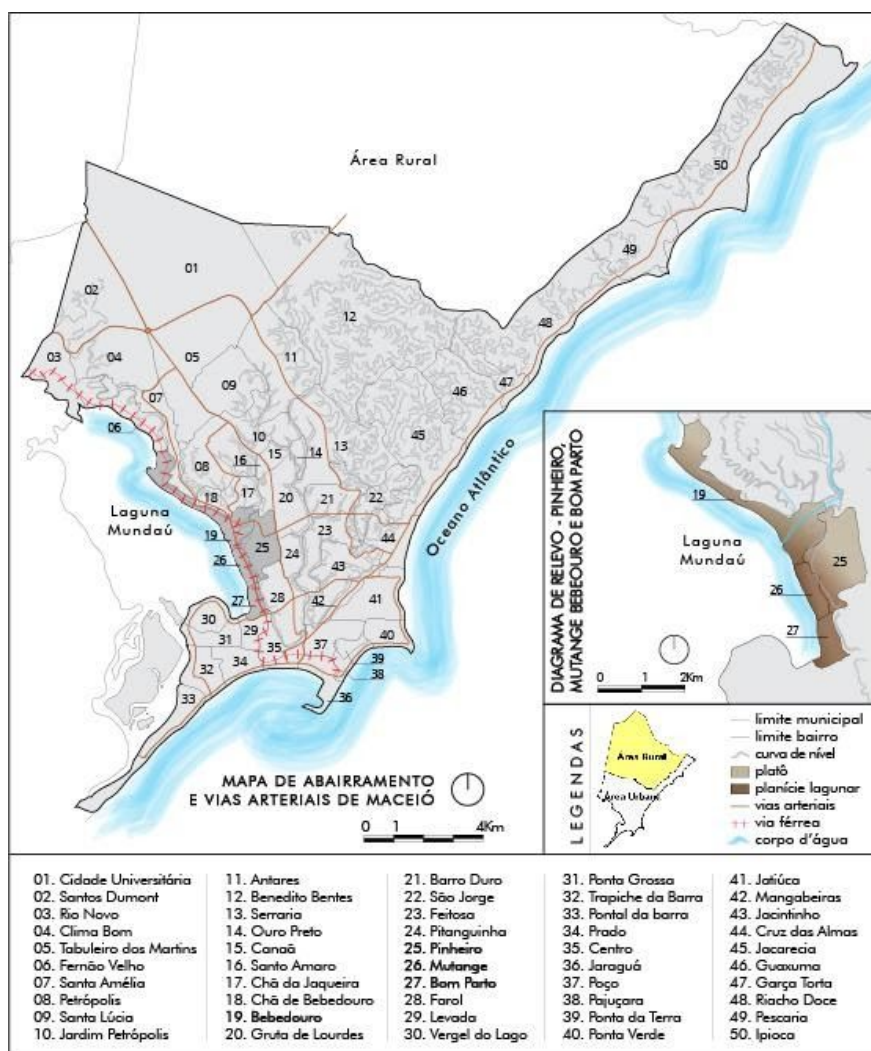 Área Rural
50
01
49
02
12
48
03
04
05
11
47
09
46
07
06
45
10
13
16
15
14
08
17
20
21
22
18
Oceano Atlântico
Laguna
Mundaú
19
25
24
23
44
26
43
27
28
42
41
30
29
31
35
37
40
32
34
39
38
33
36
MAPA DE ABAIRRAMENTO
E VIAS ARTERIAIS DE MACEIÓ
0 1 4Km
DIAGRAMA DE RELEVO - PINHEIRO,
MUTANGE BEBEOURO E BOM PARTO
19
Laguna
Mundaú
25
26
27
0 1 2Km
LEGENDAS
Área Rural
Área Urbana
limite municipal
limite bairro
curva de nível
platô
planície lagunar
vias arteriais
via férrea
corpo d'água
01. Cidade Universitária
02. Santos Dumont
03. Rio Novo
04. Clima Bom
05. Tabuleiro dos Martins
06. Fernão Velho
07. Santa Amélia
08. Petrópolis
09. Santa Lúcia
10. Jardim Petrópolis
11. Antares
12. Benedito Bentes
13. Serraria
14. Ouro Preto
15. Canaã
16. Santo Amaro
17. Chã da Jaqueira
18. Chã de Bebedouro
19. Bebedouro
20. Gruta de Lourdes
21. Barro Duro
22. São Jorge
23. Feitosa
24. Pitanguinha
25. Pinheiro
26. Mutange
27. Bom Parto
28. Farol
29. Levada
30. Vergel do Lago
31. Ponta Grossa
32. Trapiche da Barra
33. Pontal da barra
34. Prado
35. Centro
36. Jaraguá
37. Poço
38. Pajuçara
39. Ponta da Terra
40. Ponta Verde
41. Jatiúca
42. Mangabeiras
43. Jacintinho
44. Cruz das Almas
45. Jacarecia
46. Guaxuma
47. Garça Torta
48. Riacho Doce
49. Pescaria
50. Ipioca